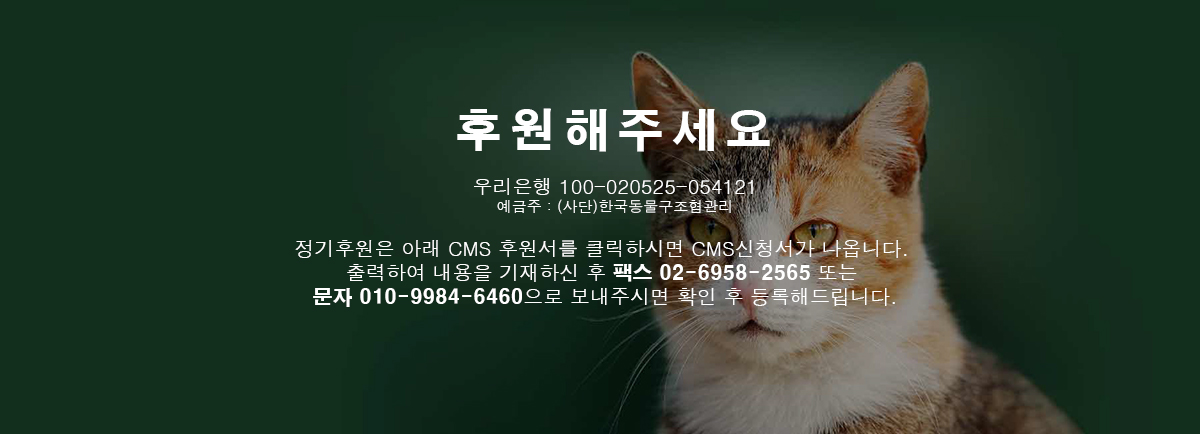 후원해주세요
우리은행 100-020525-054121
예금주 : (사단)한국동물구조협관리
정기후원은 아래 CMS 후원서를 클릭하시면 CMS신청서가 나옵니다.
출력하여 내용을 기재하신 후 팩스 02-6958-2565 또는
문자 010-9984-6460으로 보내주시면 확인 후 등록해드립니다.